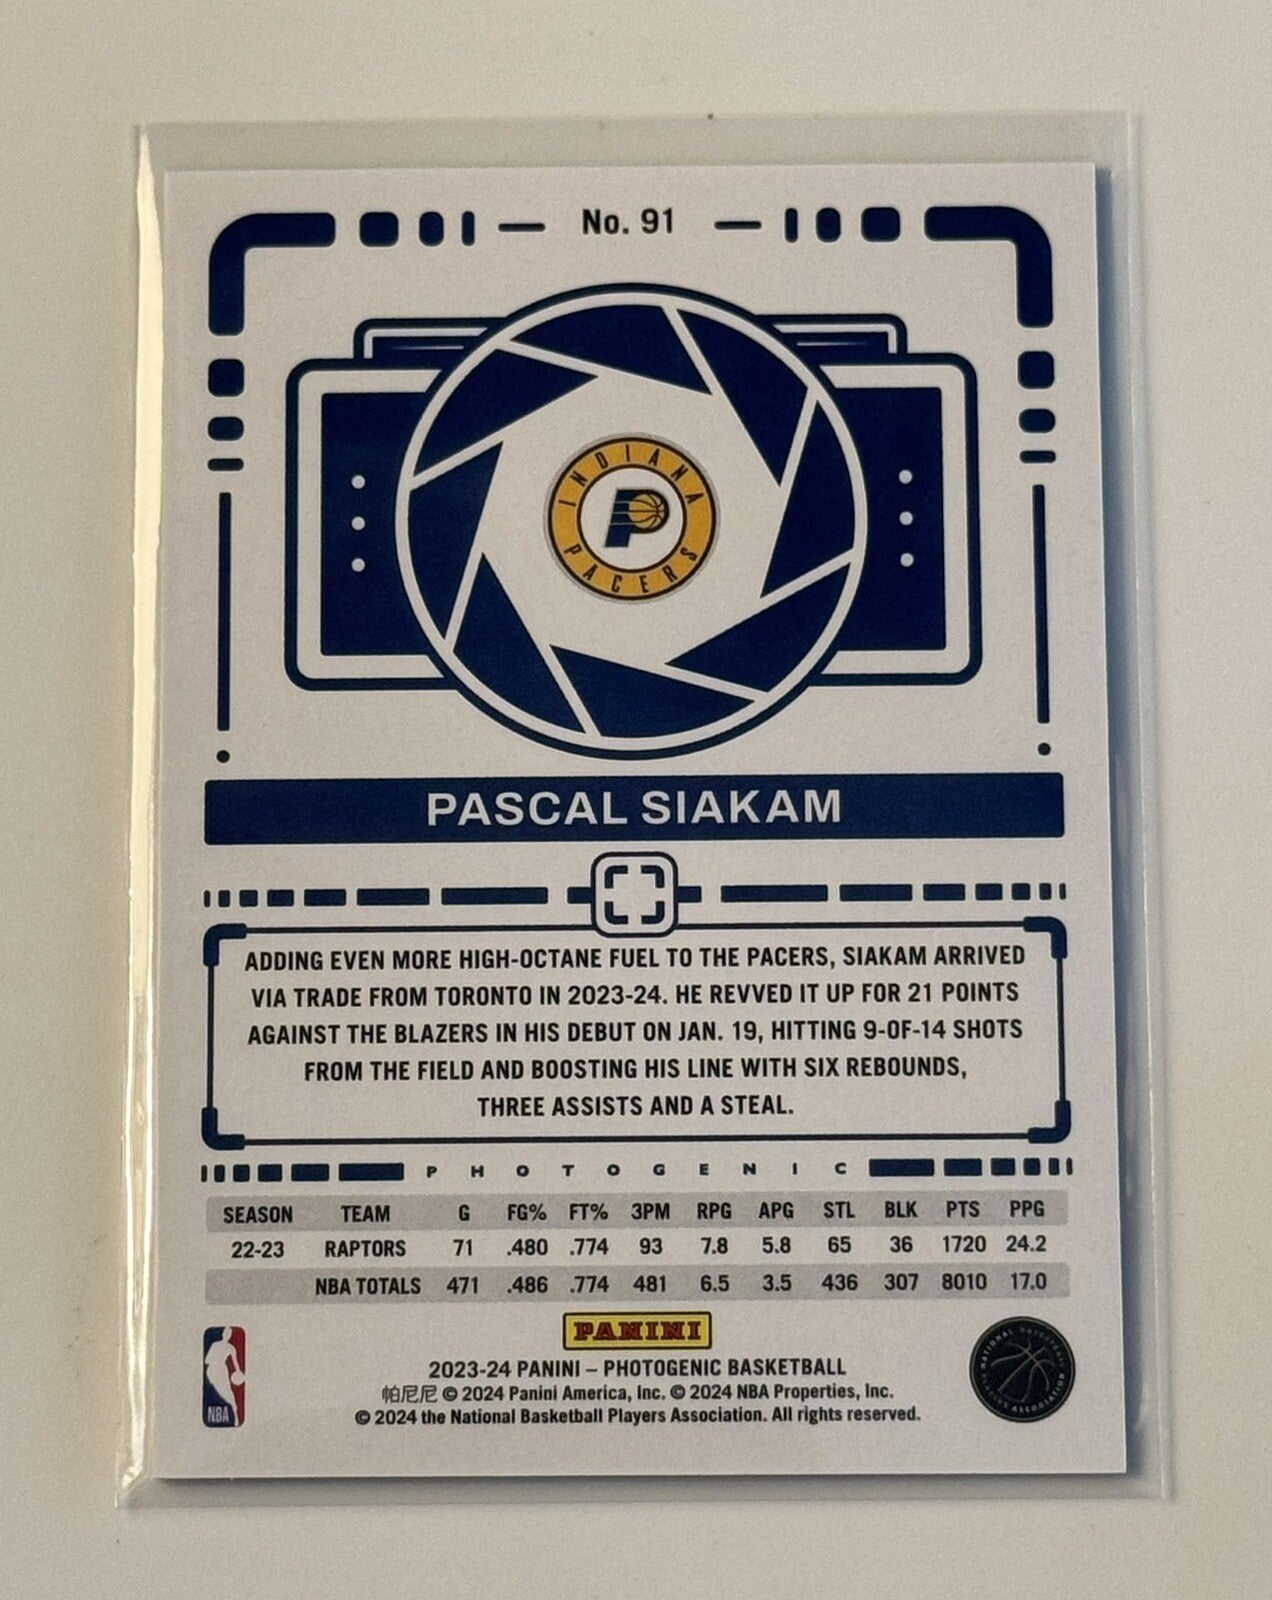 No. 91
INDIANA
PACERS
PASCAL SIAKAM
ADDING EVEN MORE HIGH-OCTANE FUEL TO THE PACERS, SIAKAM ARRIVED
VIA TRADE FROM TORONTO IN 2023-24. HE REVVED IT UP FOR 21 POINTS
AGAINST THE BLAZERS IN HIS DEBUT ON JAN. 19, HITTING 9-OF-14 SHOTS
FROM THE FIELD AND BOOSTING HIS LINE WITH SIX REBOUNDS,
THREE ASSISTS AND A STEAL.
PHOTOGENIC
SEASON TEAM G FG% FT% 3PM RPG APG STL BLK PTS PPG
22-23 RAPTORS 71 .480 .774 93 7.8 5.8 65 36 1720 24.2
NBA TOTALS 471 .486 .774 481 6.5 3.5 436 307 8010 17.0
PANINI
2023-24 PANINI – PHOTOGENIC BASKETBALL
帕尼尼 © 2024 Panini America, Inc. © 2024 NBA Properties, Inc.
© 2024 the National Basketball Players Association. All rights reserved.
NBA
NATIONAL BASKETBALL
PLAYERS ASSOCIATION